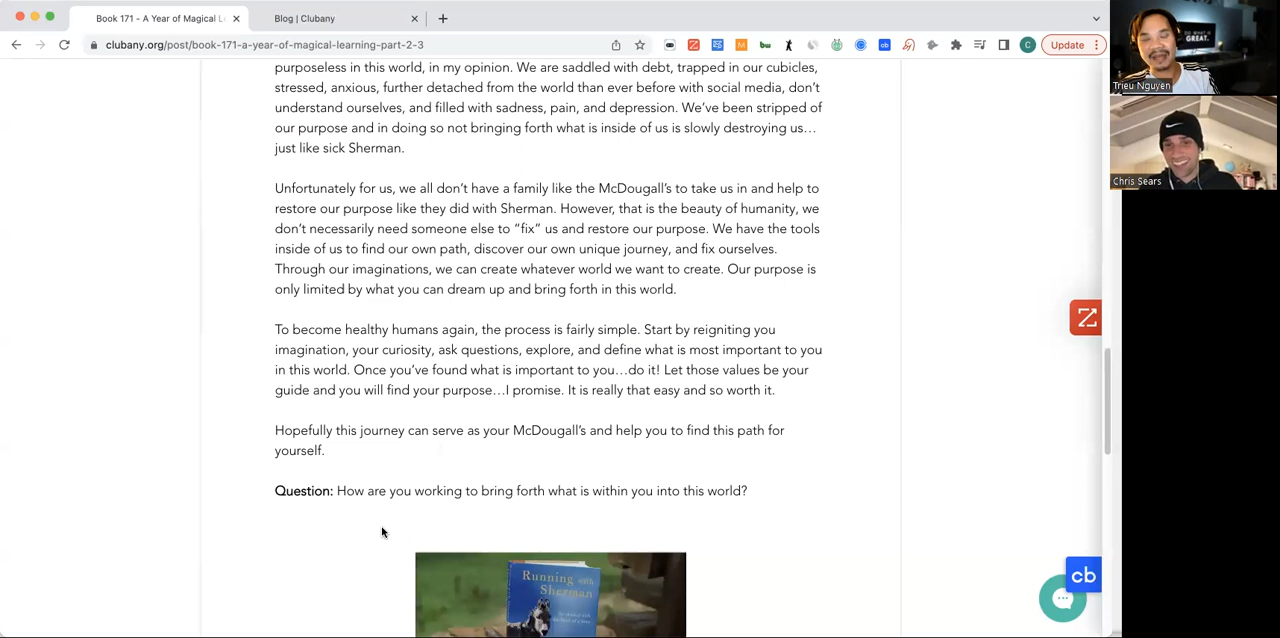 Book 171 - A Year of Magical L
Blog | Clubany
clubany.org/post/book-171-a-year-of-magical-learning-part-2-3
Update
purposeless in this world, in my opinion. We are saddled with debt, trapped in our cubicles,
stressed, anxious, further detached from the world than ever before with social media, don't
understand ourselves, and filled with sadness, pain, and depression. We've been stripped of
our purpose and in doing so not bringing forth what is inside of us is slowly destroying us…
just like sick Sherman.
Unfortunately for us, we all don't have a family like the McDougall's to take us in and help to
restore our purpose like they did with Sherman. However, that is the beauty of humanity, we
don't necessarily need someone else to "fix" us and restore our purpose. We have the tools
inside of us to find our own path, discover our own unique journey, and fix ourselves.
Through our imaginations, we can create whatever world we want to create. Our purpose is
only limited by what you can dream up and bring forth in this world.
To become healthy humans again, the process is fairly simple. Start by reigniting you
imagination, your curiosity, ask questions, explore, and define what is most important to you
in this world. Once you've found what is important to you…do it! Let those values be your
guide and you will find your purpose…I promise. It is really that easy and so worth it.
Hopefully this journey can serve as your McDougall's and help you to find this path for
yourself.
Question: How are you working to bring forth what is within you into this world?
Running with
Sherman
cb
DO WHAT IS
GREAT.
Trieu Nguyen
Chris Sears